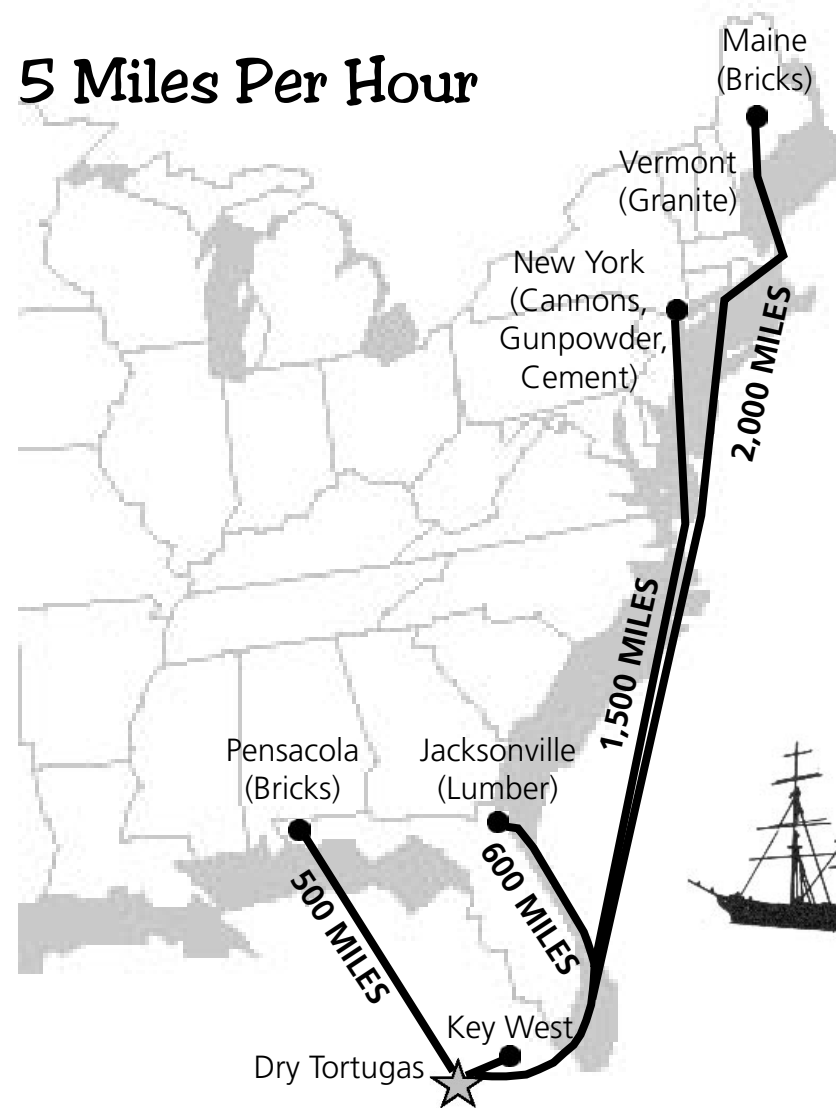 5 Miles Per Hour
Maine
(Bricks)
Vermont
(Granite)
New York
(Cannons,
Gunpowder,
Cement)
2,000 MILES
1,500 MILES
Pensacola
(Bricks)
Jacksonville
(Lumber)
600 MILES
500 MILES
Key West
Dry Tortugas